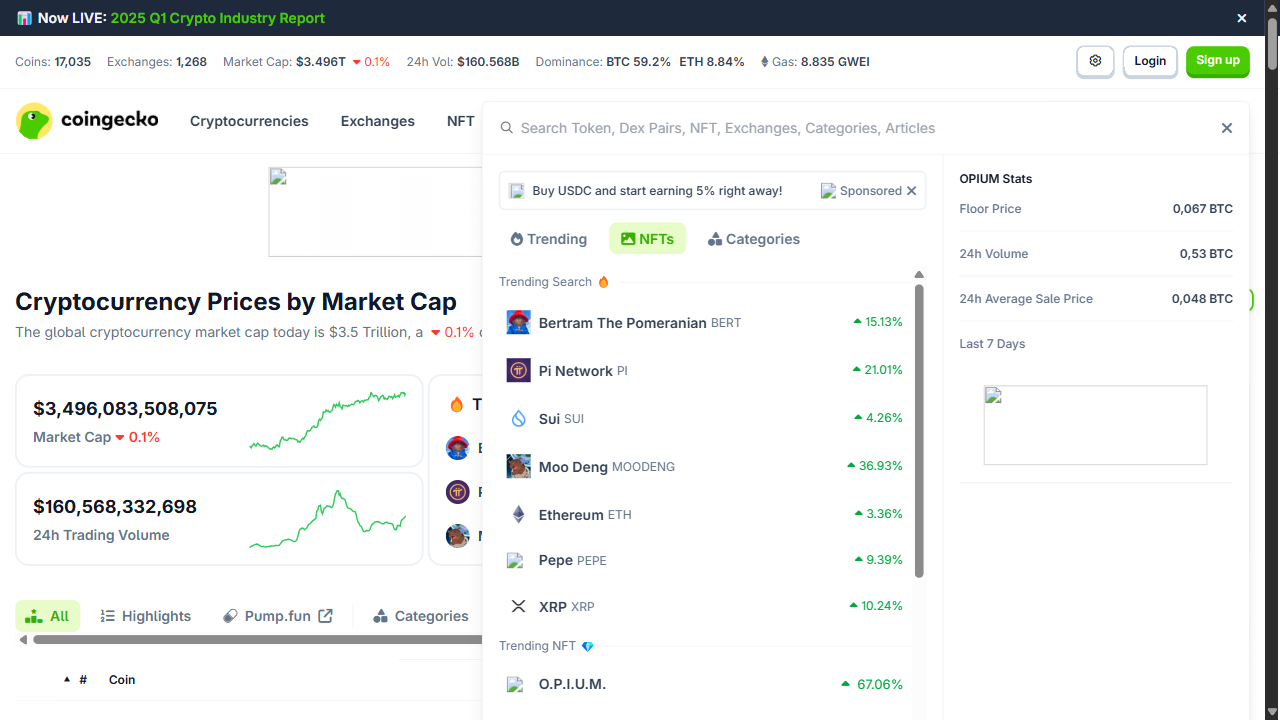 Now LIVE: 2025 Q1 Crypto Industry Report
Coins: 17,035 Exchanges: 1,268 Market Cap: $3.496T 0.1% 24h Vol: $160.568B Dominance: BTC 59.2% ETH 8.84% Gas: 8.835 GWEI
Login
Sign up
coingecko
Cryptocurrencies
Exchanges
NFT
Search Token, Dex Pairs, NFT, Exchanges, Categories, Articles
Buy USDC and start earning 5% right away!
Sponsored
Trending
NFTs
Categories
Trending Search
Bertram The Pomeranian BERT 15.13%
Pi Network PI 21.01%
Sui SUI 4.26%
Moo Deng MOODENG 36.93%
Ethereum ETH 3.36%
Pepe PEPE 9.39%
XRP XRP 10.24%
Trending NFT
O.P.I.U.M. 67.06%
OPIUM Stats
Floor Price 0,067 BTC
24h Volume 0,53 BTC
24h Average Sale Price 0,048 BTC
Last 7 Days
Cryptocurrency Prices by Market Cap
The global cryptocurrency market cap today is $3.5 Trillion, a 0.1%
$3,496,083,508,075
Market Cap 0.1%
$160,568,332,698
24h Trading Volume
All
Highlights
Pump.fun
Categories
# Coin